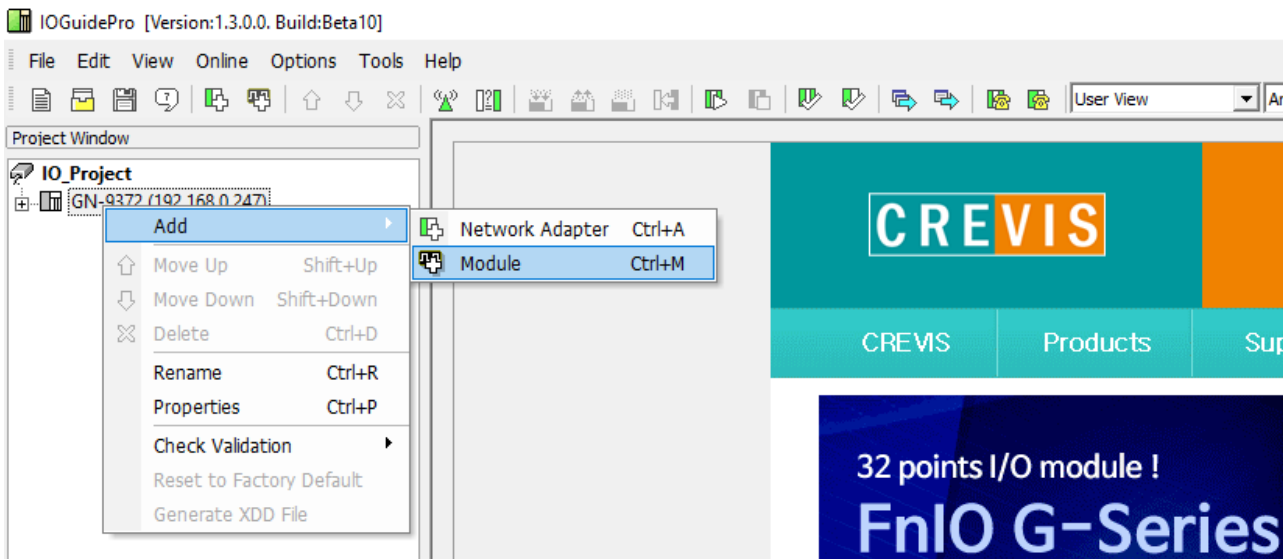 IOGuidePro [Version:1.3.0.0. Build:Beta10]
File Edit View Online Options Tools Help
User View
Project Window
IO_Project
GN-9372 (192.168.0.247)
Add
Network Adapter Ctrl+A
Module Ctrl+M
Move Up Shift+Up
Move Down Shift+Down
Delete Ctrl+D
Rename Ctrl+R
Properties Ctrl+P
Check Validation
Reset to Factory Default
Generate XDD File
CREVIS
CREVIS Products
32 points I/O module !
FnIO G-Series